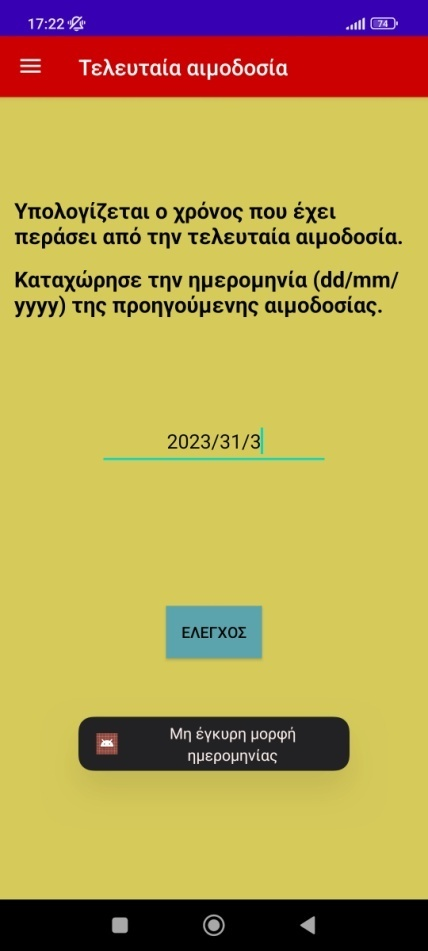 17:22
74
Τελευταία αιμοδοσία
Υπολογίζεται ο χρόνος που έχει
περάσει από την τελευταία αιμοδοσία.
Καταχώρησε την ημερομηνία (dd/mm/
yyyy) της προηγούμενης αιμοδοσίας.
2023/31/3
ΕΛΕΓΧΟΣ
Μη έγκυρη μορφή
ημερομηνίας